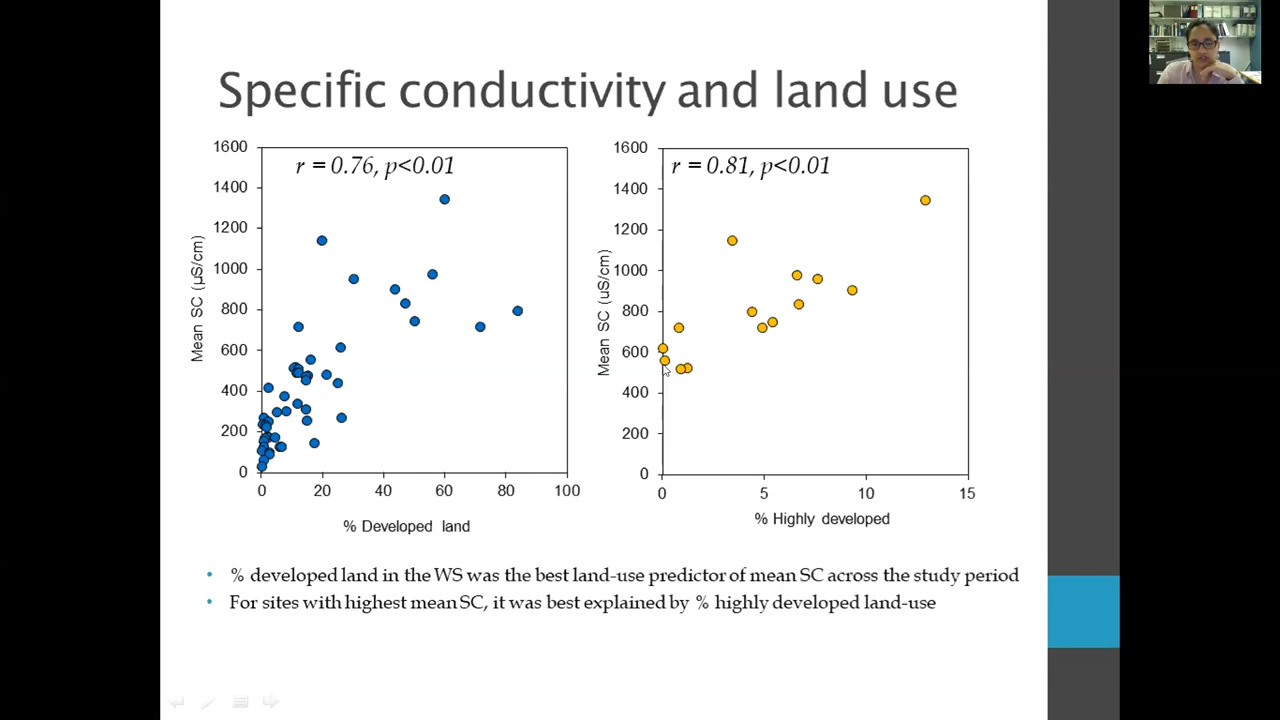 Specific conductivity and land use
1600
1400
1200
1000
800
600
400
200
0
Mean SC (µS/cm)
r = 0.76, p<0.01
0 20 40 60 80 100
% Developed land
1600
1400
1200
1000
800
600
400
200
0
Mean SC (uS/cm)
r = 0.81, p<0.01
0 5 10 15
% Highly developed
• % developed land in the WS was the best land-use predictor of mean SC across the study period
• For sites with highest mean SC, it was best explained by % highly developed land-use